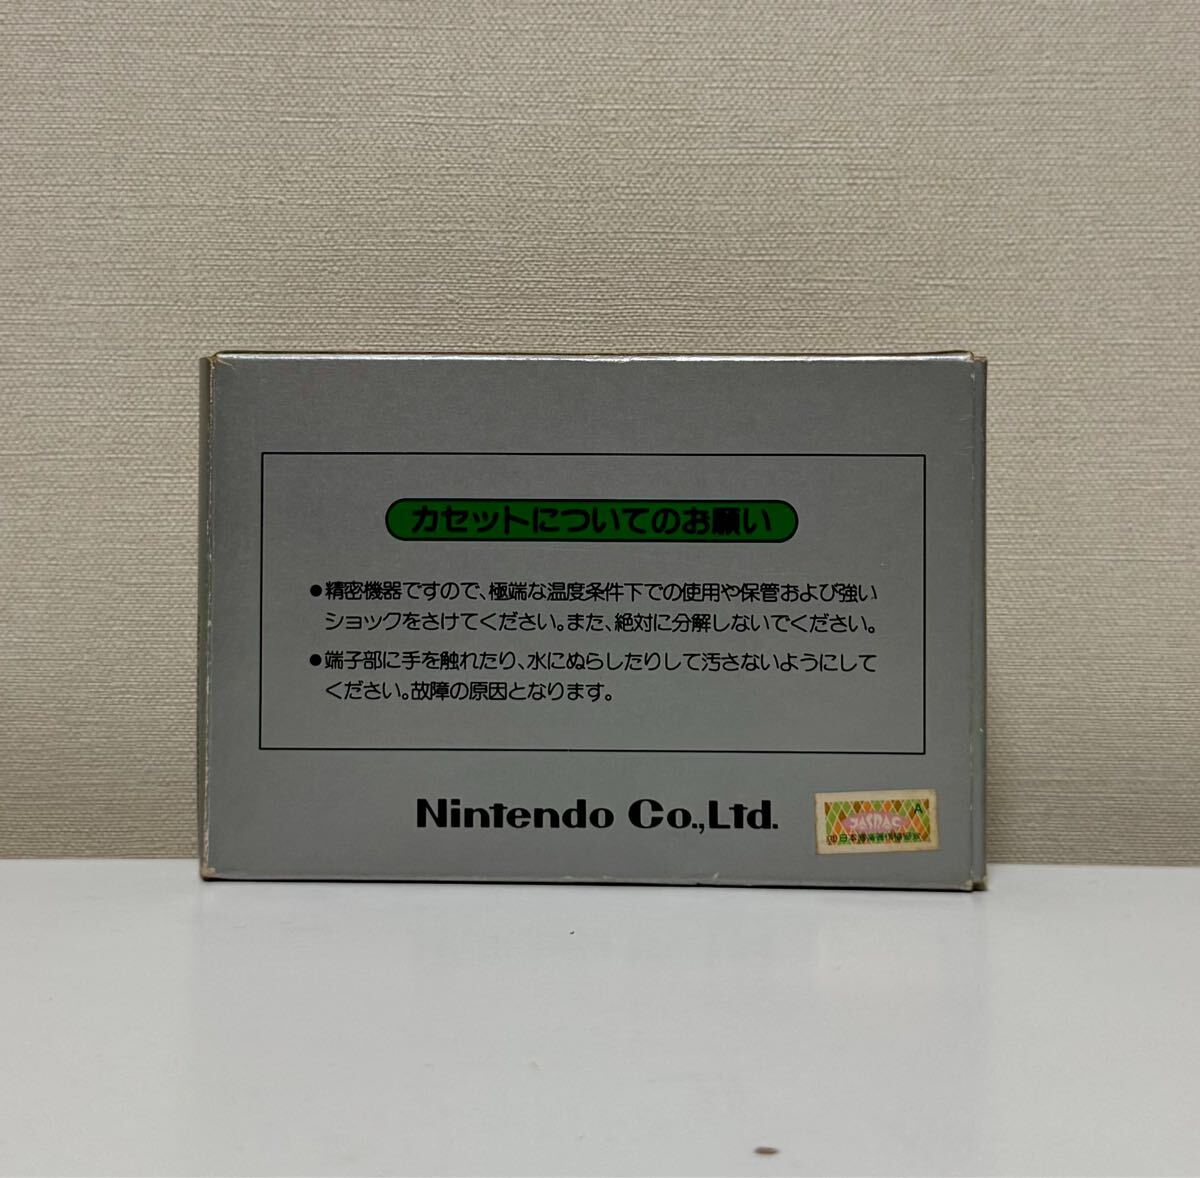 カセットについてのお願い
●精密機器ですので、極端な温度条件下での使用や保管および強い
ショックをさけてください。また、絶対に分解しないでください。
●端子部に手を触れたり、水にぬらしたりして汚さないようにして
ください。故障の原因となります。
Nintendo Co.,Ltd.
A
JASRAC